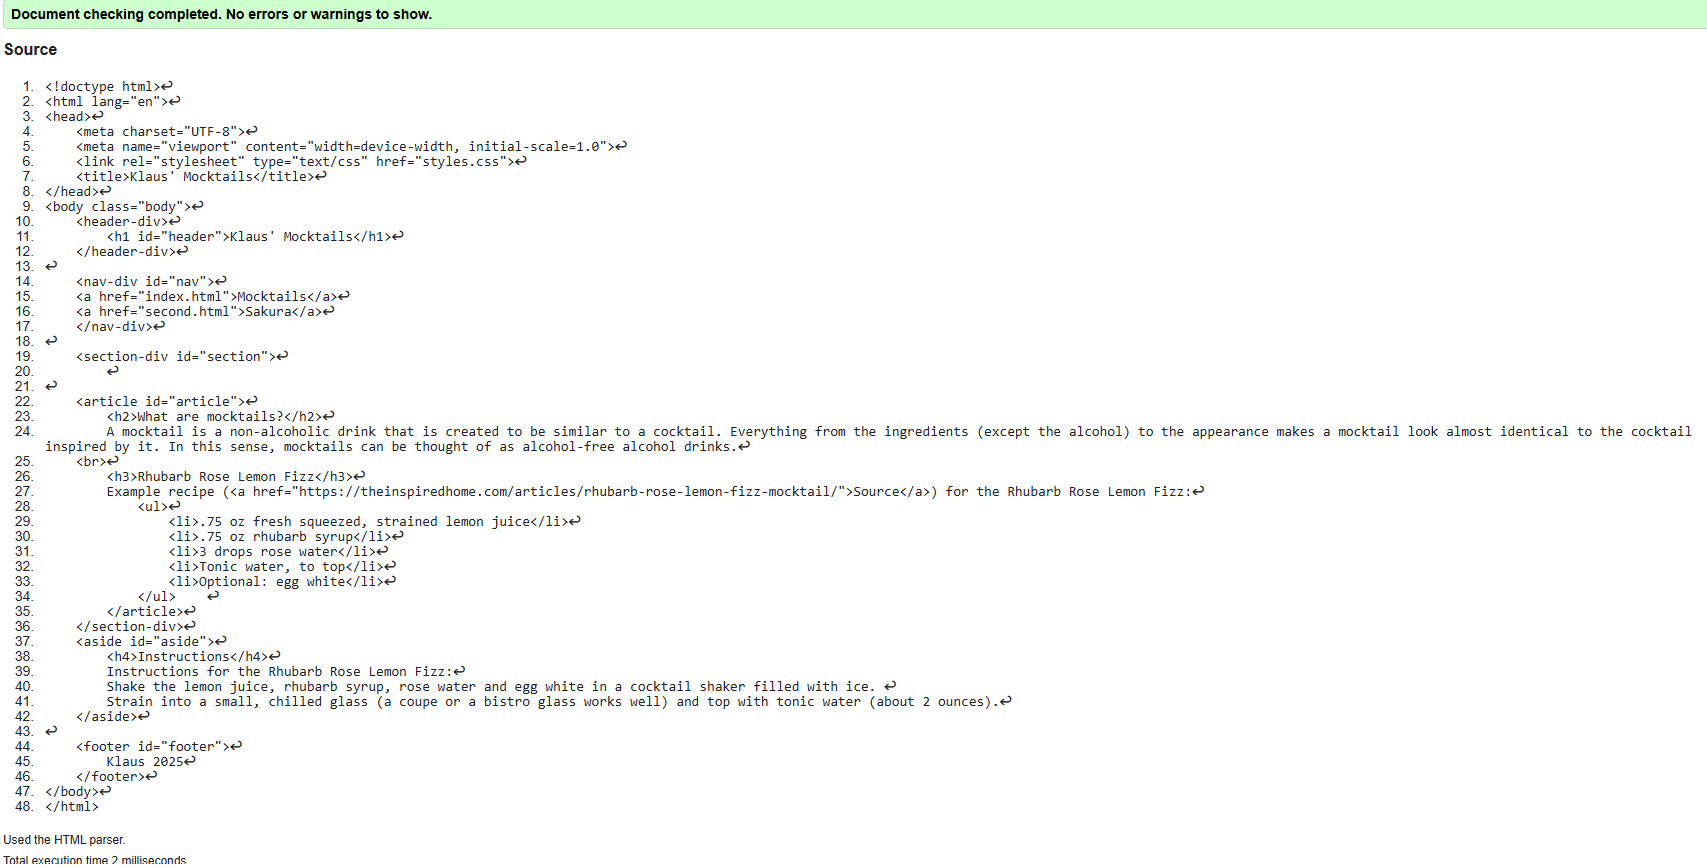 Document checking completed. No errors or warnings to show.
Source
1. <!doctype html>↩
2. <html lang="en">↩
3. <head>↩
4.     <meta charset="UTF-8">↩
5.     <meta name="viewport" content="width=device-width, initial-scale=1.0">↩
6.     <link rel="stylesheet" type="text/css" href="styles.css">↩
7.     <title>Klaus' Mocktails</title>↩
8. </head>↩
9. <body class="body">↩
10.     <header-div>↩
11.         <h1 id="header">Klaus' Mocktails</h1>↩
12.     </header-div>↩
13. ↩
14.     <nav-div id="nav">↩
15.     <a href="index.html">Mocktails</a>↩
16.     <a href="second.html">Sakura</a>↩
17.     </nav-div>↩
18. ↩
19.     <section-div id="section">↩
20.         ↩
21. ↩
22.     <article id="article">↩
23.         <h2>What are mocktails?</h2>↩
24.         A mocktail is a non-alcoholic drink that is created to be similar to a cocktail. Everything from the ingredients (except the alcohol) to the appearance makes a mocktail look almost identical to the cocktail
inspired by it. In this sense, mocktails can be thought of as alcohol-free alcohol drinks.↩
25.     <br>↩
26.         <h3>Rhubarb Rose Lemon Fizz</h3>↩
27.         Example recipe (<a href="https://theinspiredhome.com/articles/rhubarb-rose-lemon-fizz-mocktail/">Source</a>) for the Rhubarb Rose Lemon Fizz:↩
28.             <ul>↩
29.                 <li>.75 oz fresh squeezed, strained lemon juice</li>↩
30.                 <li>.75 oz rhubarb syrup</li>↩
31.                 <li>3 drops rose water</li>↩
32.                 <li>Tonic water, to top</li>↩
33.                 <li>Optional: egg white</li>↩
34.             </ul>    ↩
35.         </article>↩
36.     </section-div>↩
37.     <aside id="aside">↩
38.         <h4>Instructions</h4>↩
39.         Instructions for the Rhubarb Rose Lemon Fizz:↩
40.         Shake the lemon juice, rhubarb syrup, rose water and egg white in a cocktail shaker filled with ice. ↩
41.         Strain into a small, chilled glass (a coupe or a bistro glass works well) and top with tonic water (about 2 ounces).↩
42.     </aside>↩
43. ↩
44.     <footer id="footer">↩
45.         Klaus 2025↩
46.     </footer>↩
47. </body>↩
48. </html>
Used the HTML parser.
Total execution time 2 milliseconds